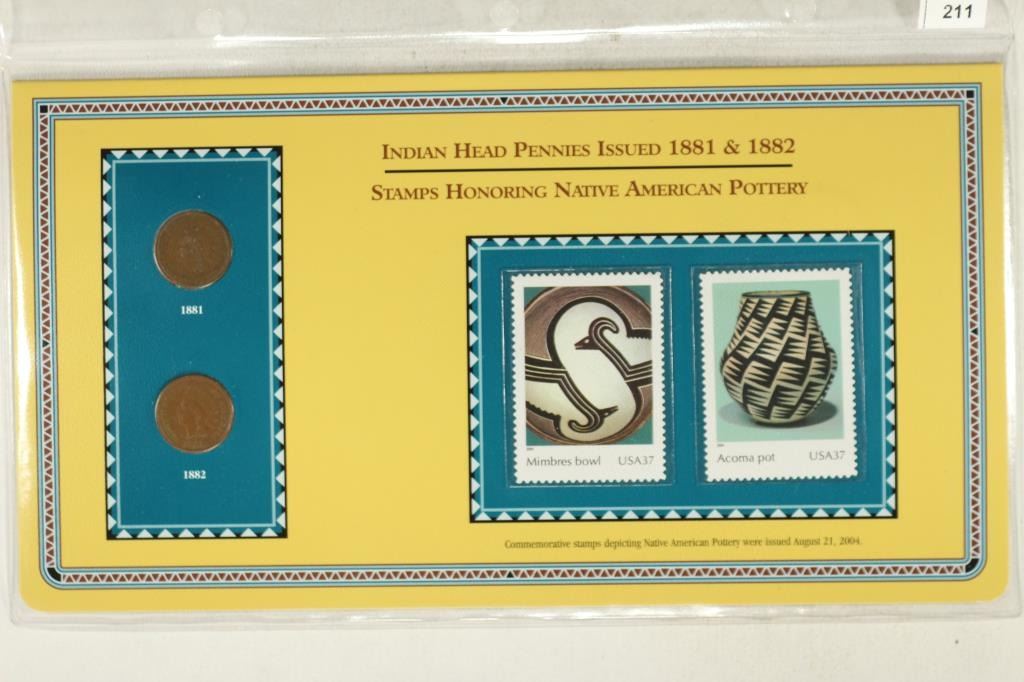 211
INDIAN HEAD PENNIES ISSUED 1881 & 1882
STAMPS HONORING NATIVE AMERICAN POTTERY
1881
1882
Mimbres bowl USA37
Acoma pot USA37
Commemorative stamps depicting Native American Pottery were issued August 21, 2004.